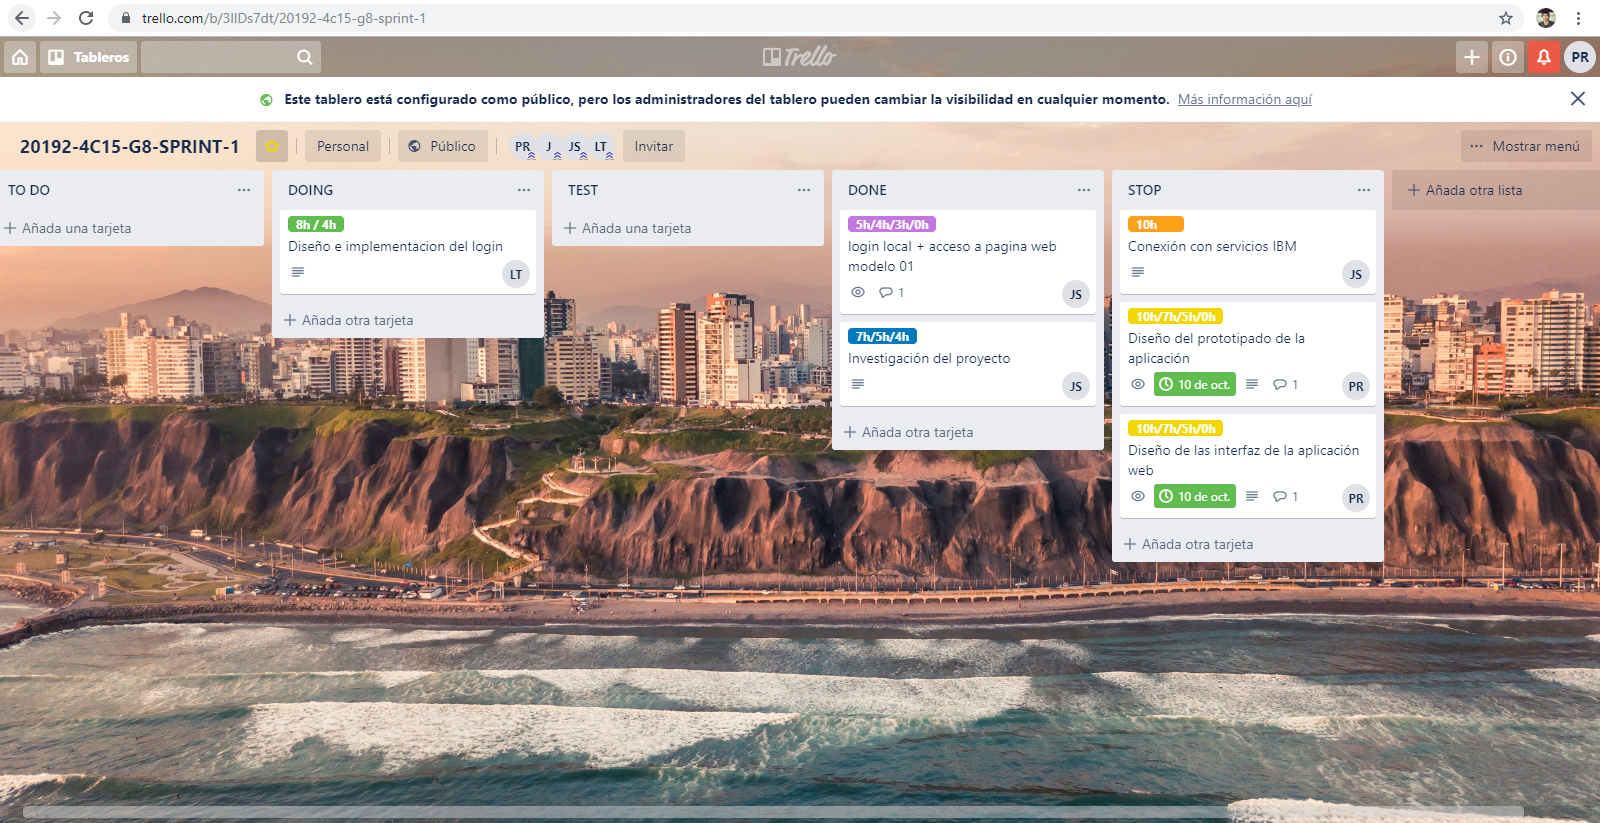 trello.com/b/3IIDs7dt/20192-4c15-g8-sprint-1
Tableros
Trello
PR
Este tablero está configurado como público, pero los administradores del tablero pueden cambiar la visibilidad en cualquier momento. Más información aquí
20192-4C15-G8-SPRINT-1
Personal
Público
PR J JS LT
Invitar
Mostrar menú
TO DO
Añada una tarjeta
DOING
8h / 4h
Diseño e implementacion del login
LT
Añada otra tarjeta
TEST
Añada una tarjeta
DONE
5h/4h/3h/0h
login local + acceso a pagina web
modelo 01
1
JS
7h/5h/4h
Investigación del proyecto
JS
Añada otra tarjeta
STOP
10h
Conexión con servicios IBM
JS
10h/7h/5h/0h
Diseño del prototipado de la
aplicación
10 de oct. 1
PR
10h/7h/5h/0h
Diseño de las interfaz de la aplicación
web
10 de oct. 1
PR
Añada otra tarjeta
Añada otra lista